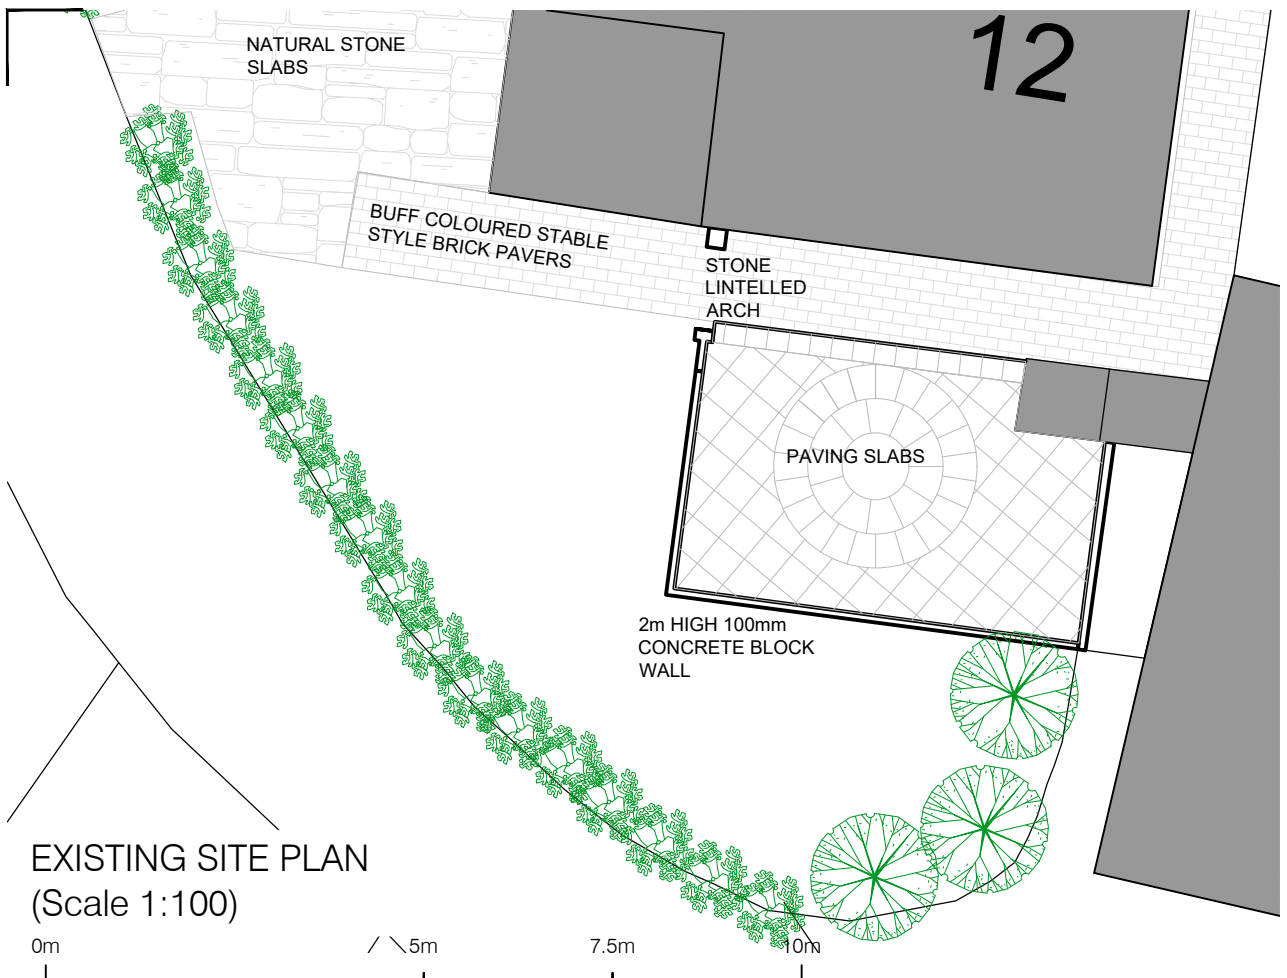 NATURAL STONE
SLABS
12
BUFF COLOURED STABLE
STYLE BRICK PAVERS
STONE
LINTELLED
ARCH
PAVING SLABS
2m HIGH 100mm
CONCRETE BLOCK
WALL
EXISTING SITE PLAN
(Scale 1:100)
0m 5m 7.5m 10m